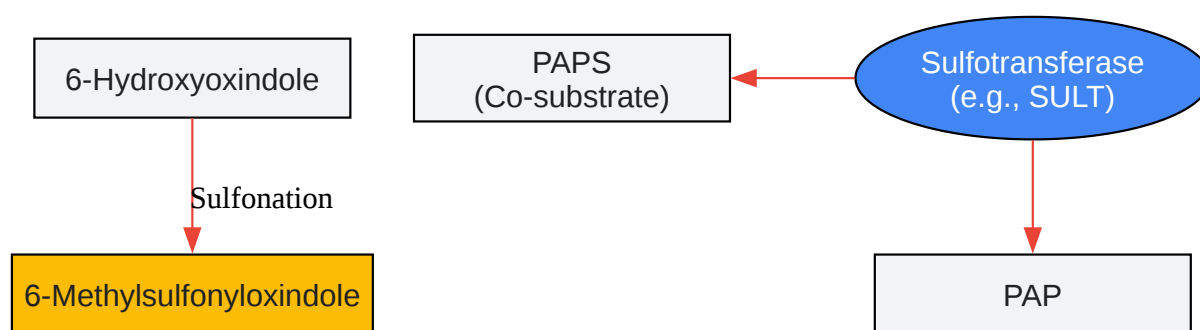 6-Hydroxyoxindole
PAPS
(Co-substrate)
Sulfotransferase
(e.g., SULT)
Sulfonation
6-Methylsulfonyloxindole
PAP